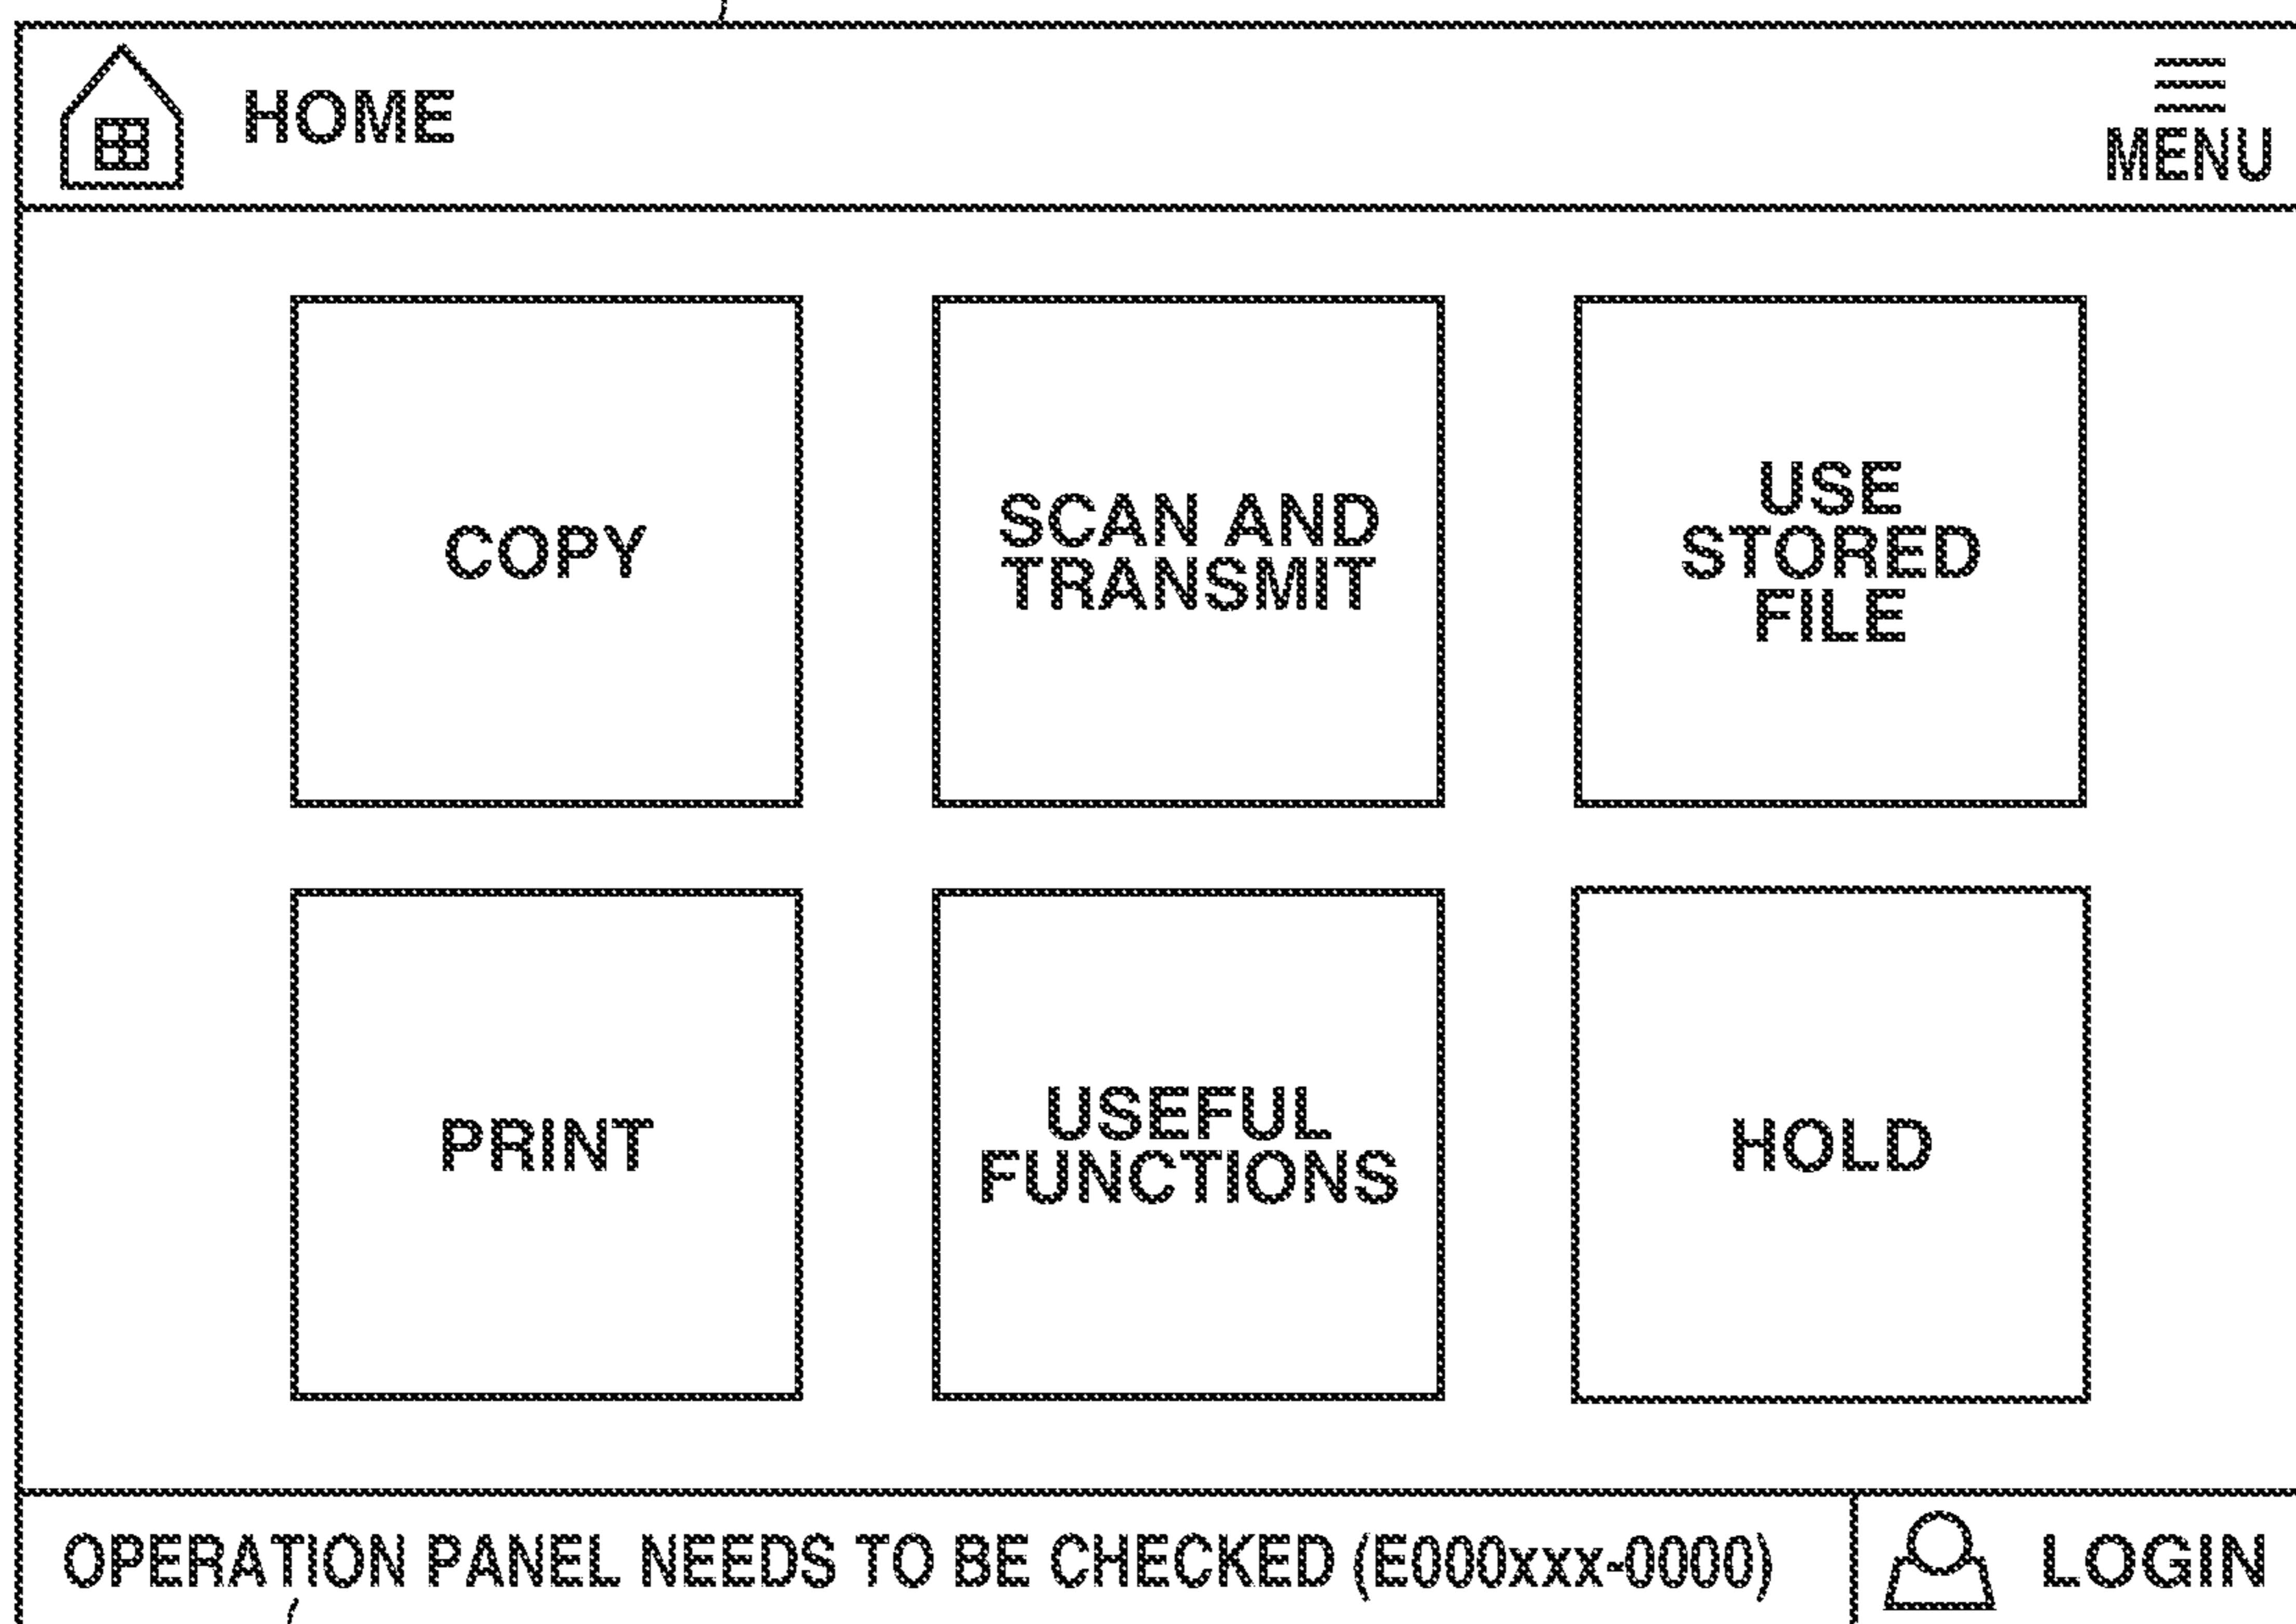 HOME
MENU
COPY
SCAN AND
TRANSMIT
USE
STORED
FILE
PRINT
USEFUL
FUNCTIONS
HOLD
OPERATION PANEL NEEDS TO BE CHECKED (E000xxx-0000)
LOGIN